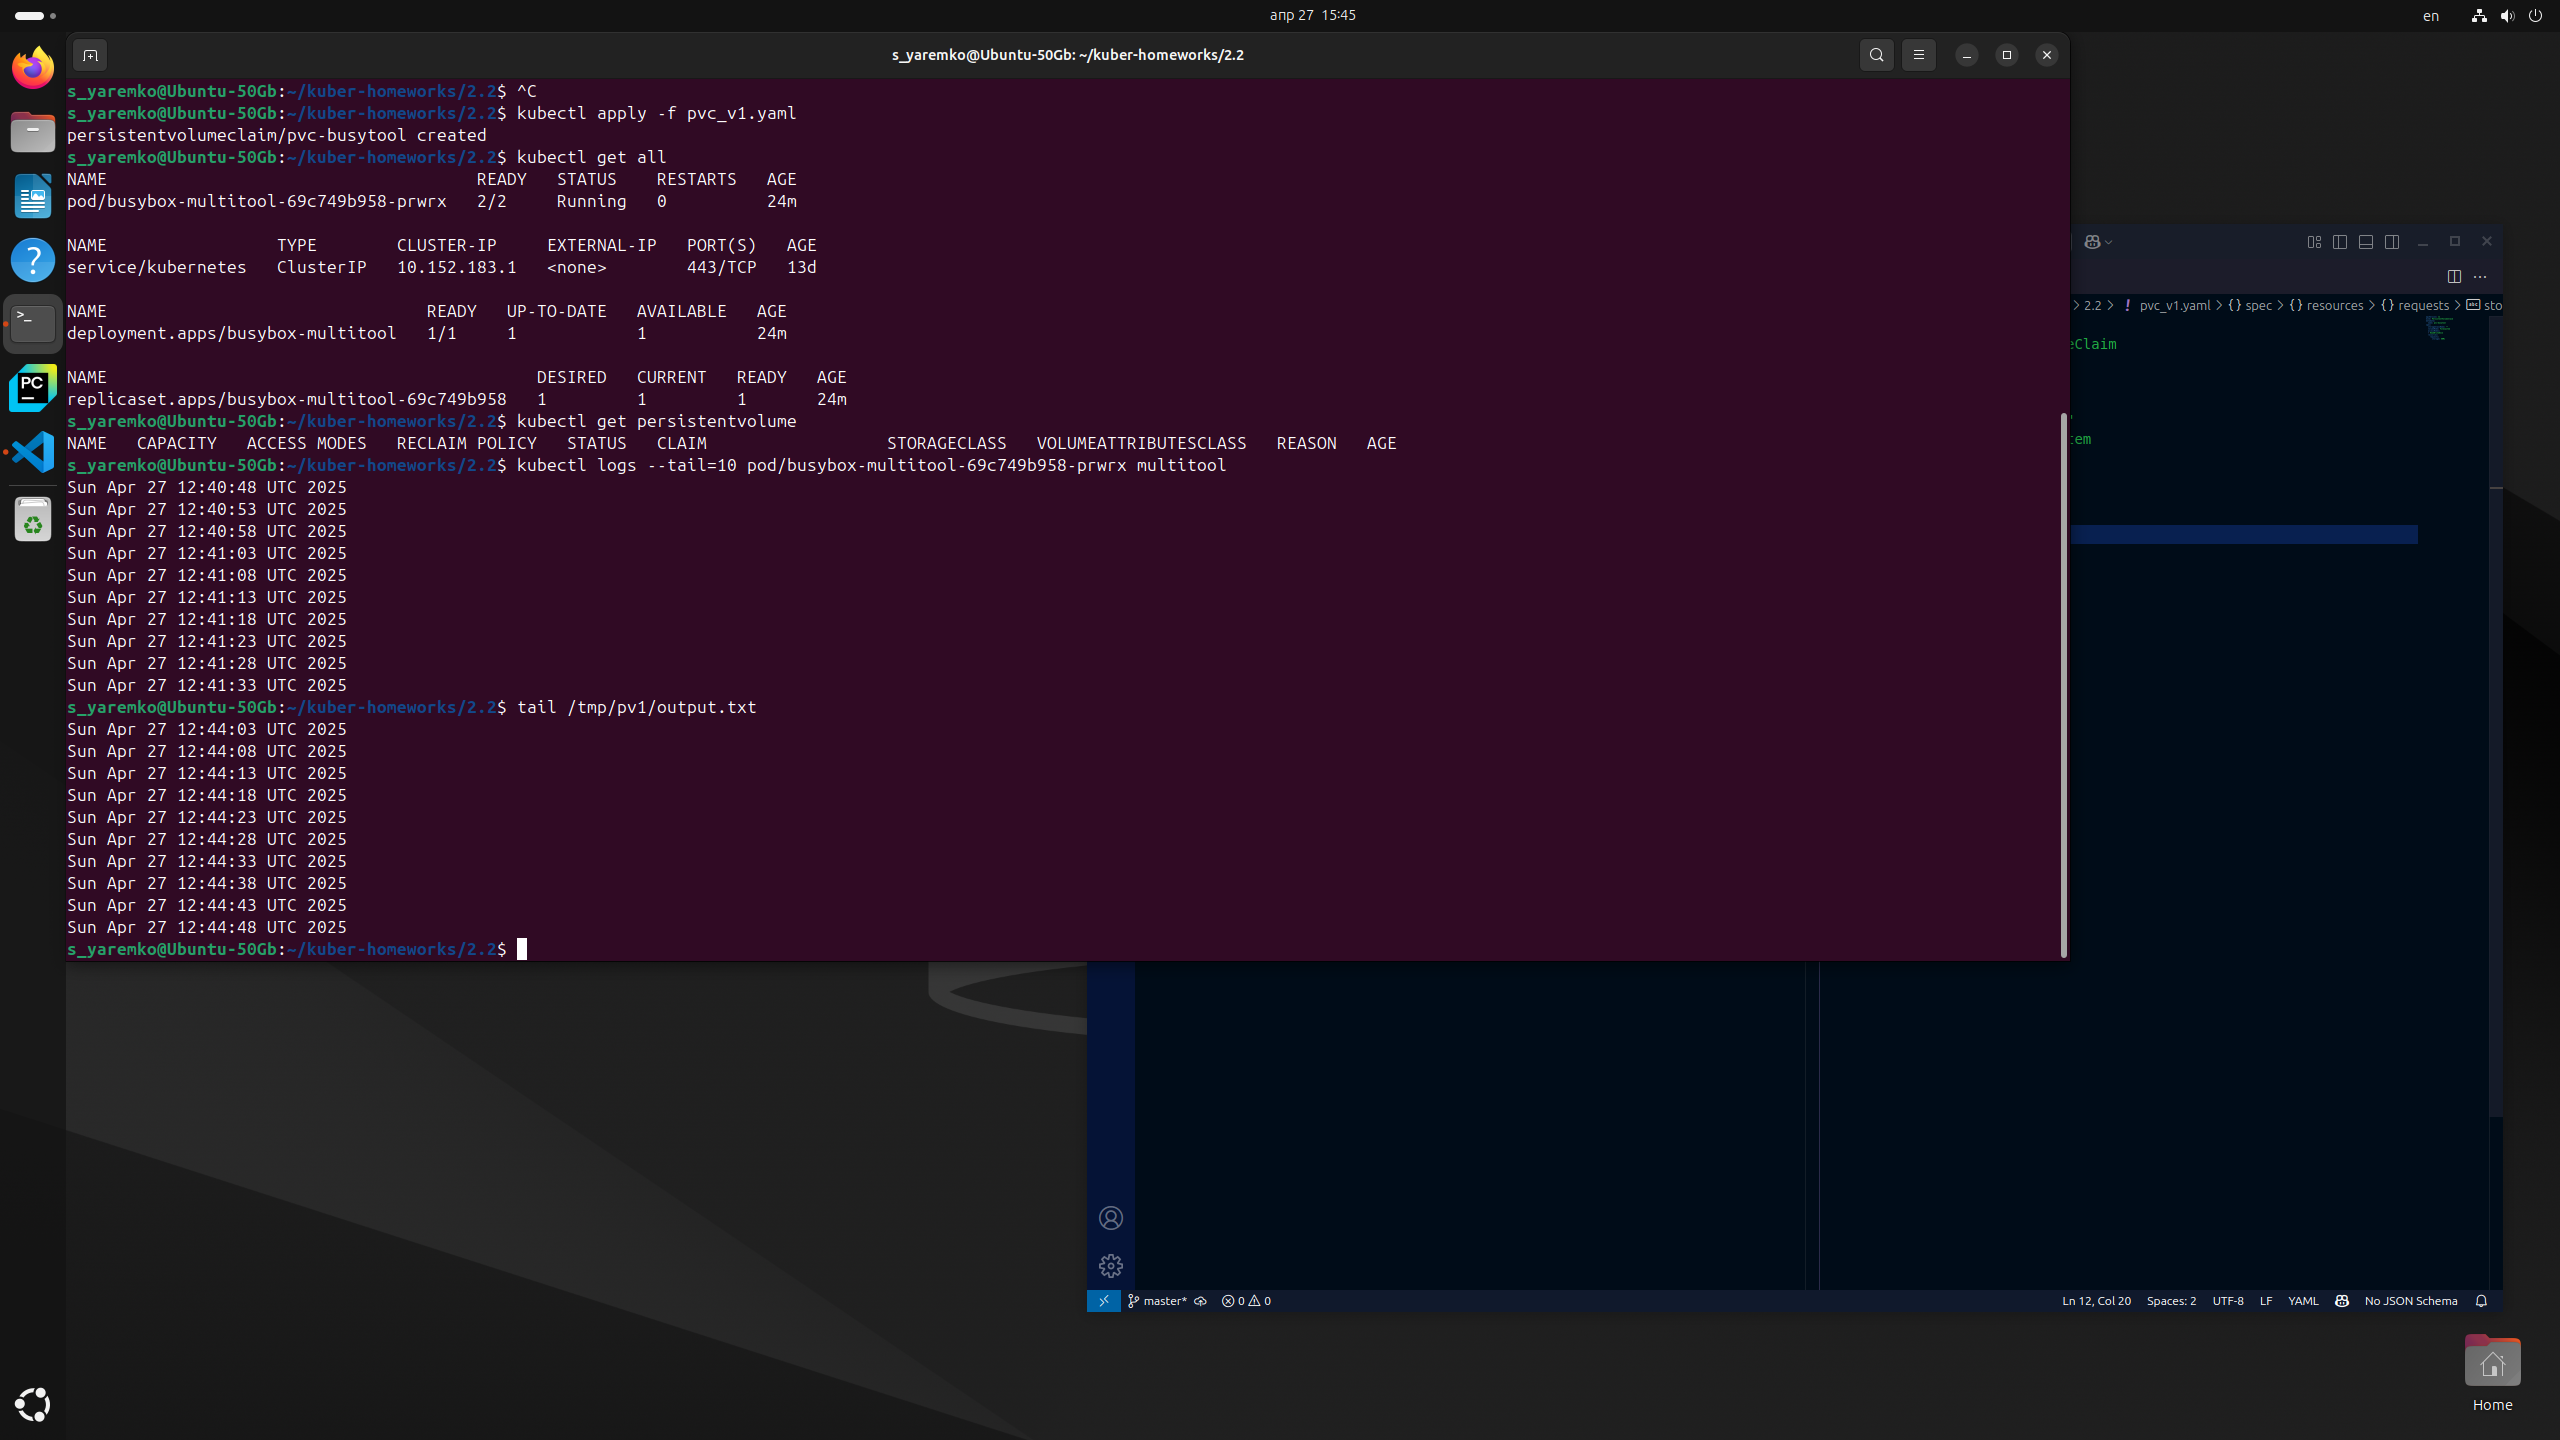 апр 27  15:45
en
s_yaremko@Ubuntu-50Gb: ~/kuber-homeworks/2.2
s_yaremko@Ubuntu-50Gb:~/kuber-homeworks/2.2$ ^C
s_yaremko@Ubuntu-50Gb:~/kuber-homeworks/2.2$ kubectl apply -f pvc_v1.yaml
persistentvolumeclaim/pvc-busytool created
s_yaremko@Ubuntu-50Gb:~/kuber-homeworks/2.2$ kubectl get all
NAME                                     READY   STATUS    RESTARTS   AGE
pod/busybox-multitool-69c749b958-prwrx   2/2     Running   0          24m

NAME                 TYPE        CLUSTER-IP     EXTERNAL-IP   PORT(S)   AGE
service/kubernetes   ClusterIP   10.152.183.1   <none>        443/TCP   13d

NAME                                READY   UP-TO-DATE   AVAILABLE   AGE
deployment.apps/busybox-multitool   1/1     1            1           24m

NAME                                           DESIRED   CURRENT   READY   AGE
replicaset.apps/busybox-multitool-69c749b958   1         1         1       24m
s_yaremko@Ubuntu-50Gb:~/kuber-homeworks/2.2$ kubectl get persistentvolume
NAME   CAPACITY   ACCESS MODES   RECLAIM POLICY   STATUS   CLAIM                  STORAGECLASS   VOLUMEATTRIBUTESCLASS   REASON   AGE
s_yaremko@Ubuntu-50Gb:~/kuber-homeworks/2.2$ kubectl logs --tail=10 pod/busybox-multitool-69c749b958-prwrx multitool
Sun Apr 27 12:40:48 UTC 2025
Sun Apr 27 12:40:53 UTC 2025
Sun Apr 27 12:40:58 UTC 2025
Sun Apr 27 12:41:03 UTC 2025
Sun Apr 27 12:41:08 UTC 2025
Sun Apr 27 12:41:13 UTC 2025
Sun Apr 27 12:41:18 UTC 2025
Sun Apr 27 12:41:23 UTC 2025
Sun Apr 27 12:41:28 UTC 2025
Sun Apr 27 12:41:33 UTC 2025
s_yaremko@Ubuntu-50Gb:~/kuber-homeworks/2.2$ tail /tmp/pv1/output.txt
Sun Apr 27 12:44:03 UTC 2025
Sun Apr 27 12:44:08 UTC 2025
Sun Apr 27 12:44:13 UTC 2025
Sun Apr 27 12:44:18 UTC 2025
Sun Apr 27 12:44:23 UTC 2025
Sun Apr 27 12:44:28 UTC 2025
Sun Apr 27 12:44:33 UTC 2025
Sun Apr 27 12:44:38 UTC 2025
Sun Apr 27 12:44:43 UTC 2025
Sun Apr 27 12:44:48 UTC 2025
s_yaremko@Ubuntu-50Gb:~/kuber-homeworks/2.2$
> 2.2 > ! pvc_v1.yaml > {} spec > {} resources > {} requests > sto
eClaim
tem
PC
master* 0 0
Ln 12, Col 20 Spaces: 2 UTF-8 LF YAML No JSON Schema
Home